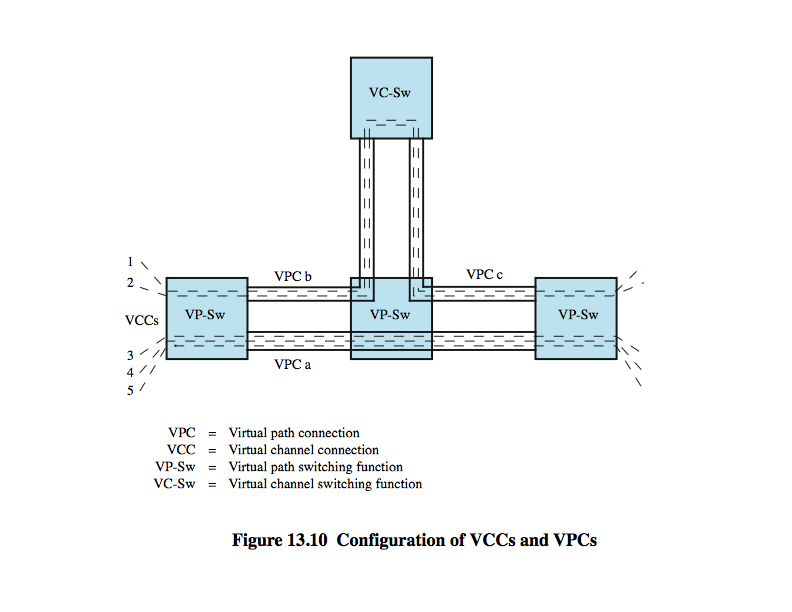 VC-Sw
1
2
VPC b
VPC c
VCCs
VP-Sw
VP-Sw
VP-Sw
3
4
5
VPC a
VPC = Virtual path connection
VCC = Virtual channel connection
VP-Sw = Virtual path switching function
VC-Sw = Virtual channel switching function
Figure 13.10 Configuration of VCCs and VPCs